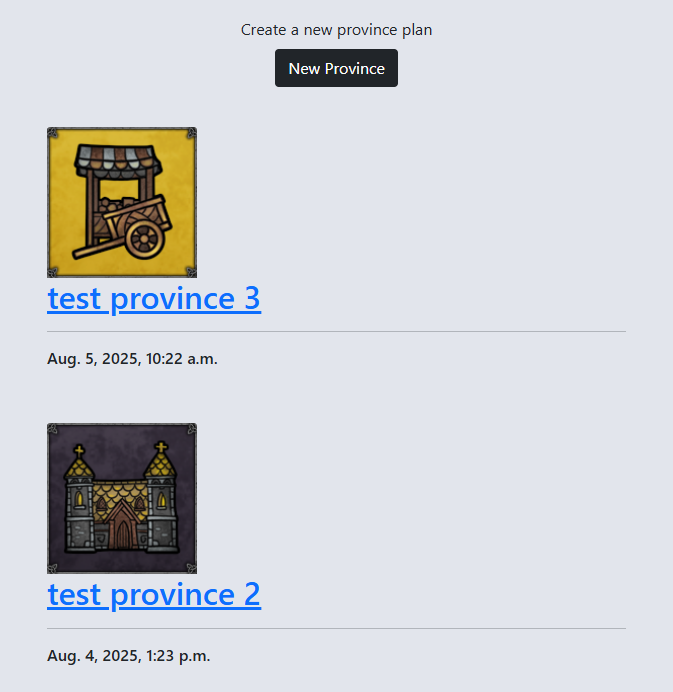 Create a new province plan
New Province
test province 3
Aug. 5, 2025, 10:22 a.m.
test province 2
Aug. 4, 2025, 1:23 p.m.